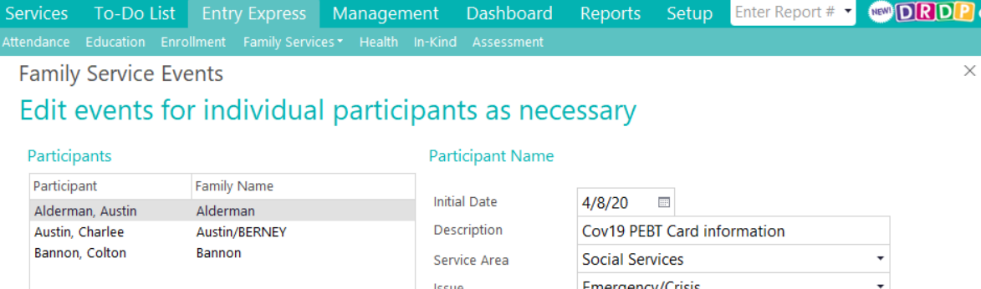 Services To-Do List Entry Express Management Dashboard Reports Setup Enter Report # NEW! DRDP
Attendance Education Enrollment Family Services Health In-Kind Assessment
Family Service Events
Edit events for individual participants as necessary
Participants Participant Name
Participant Family Name
Initial Date 4/8/20
Alderman, Austin Alderman
Description Cov19 PEBT Card information
Austin, Charlee Austin/BERNEY
Bannon, Colton Bannon
Service Area Social Services
Issue Emergency/Crisis